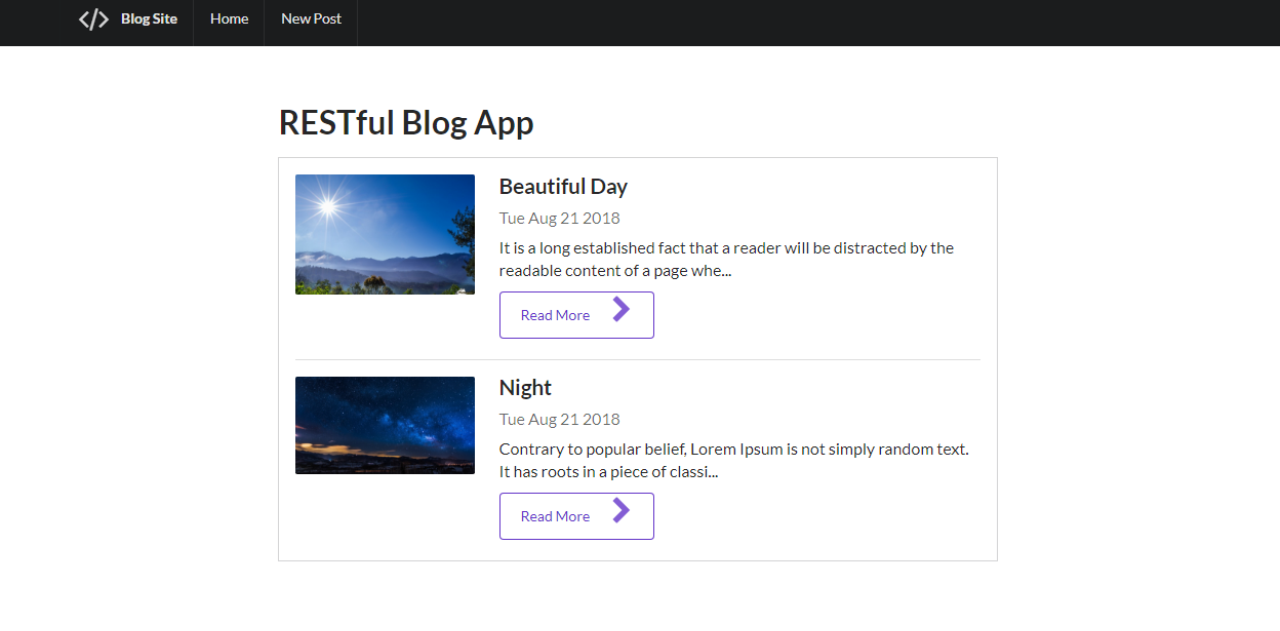 </> Blog Site Home New Post
RESTful Blog App
Beautiful Day
Tue Aug 21 2018
It is a long established fact that a reader will be distracted by the
readable content of a page whe...
Read More
Night
Tue Aug 21 2018
Contrary to popular belief, Lorem Ipsum is not simply random text.
It has roots in a piece of classi...
Read More